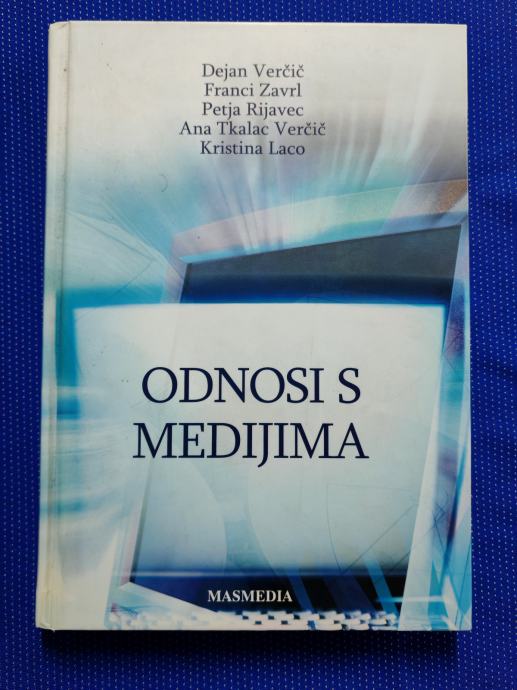 Dejan Verčič
Franci Zavrl
Petja Rijavec
Ana Tkalac Verčič
Kristina Laco
ODNOSI S
MEDIJIMA
MASMEDIA